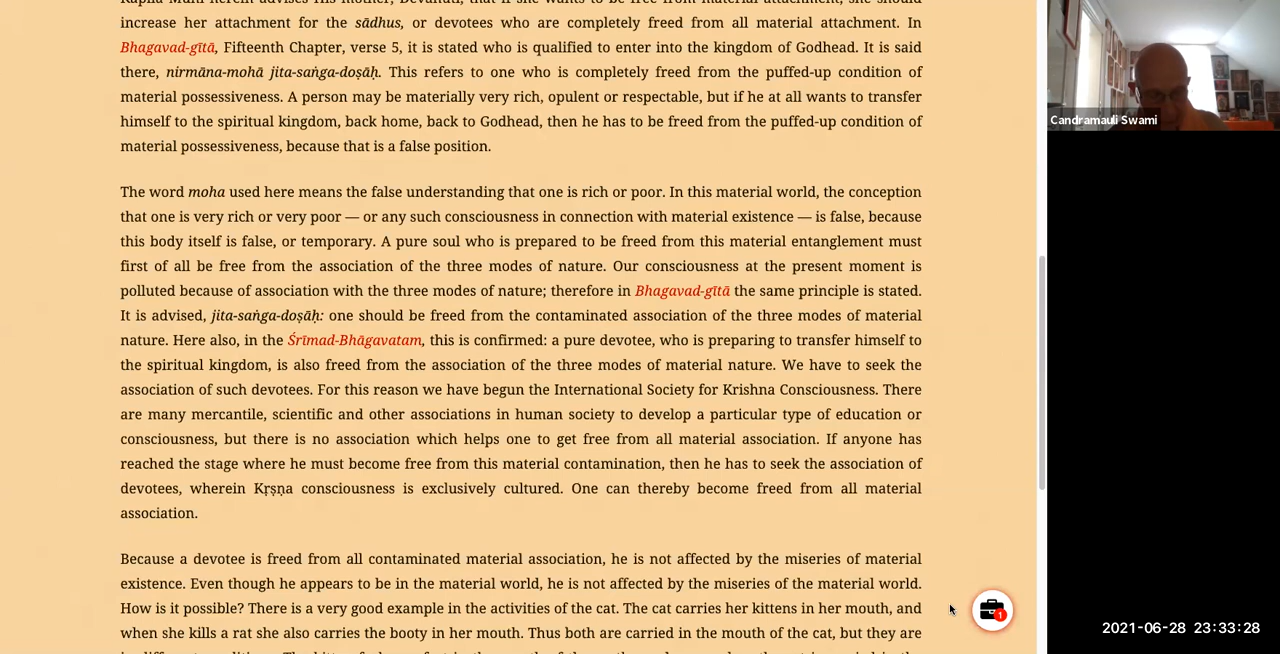 Kapila Muni herein advises His mother, Devahūti, that if she wants to be free from material attachment, she should
increase her attachment for the sādhus, or devotees who are completely freed from all material attachment. In
Bhagavad-gītā, Fifteenth Chapter, verse 5, it is stated who is qualified to enter into the kingdom of Godhead. It is said
there, nirmāna-mohā jita-saṅga-doṣāḥ. This refers to one who is completely freed from the puffed-up condition of
material possessiveness. A person may be materially very rich, opulent or respectable, but if he at all wants to transfer
himself to the spiritual kingdom, back home, back to Godhead, then he has to be freed from the puffed-up condition of
material possessiveness, because that is a false position.
The word moha used here means the false understanding that one is rich or poor. In this material world, the conception
that one is very rich or very poor — or any such consciousness in connection with material existence — is false, because
this body itself is false, or temporary. A pure soul who is prepared to be freed from this material entanglement must
first of all be free from the association of the three modes of nature. Our consciousness at the present moment is
polluted because of association with the three modes of nature; therefore in Bhagavad-gītā the same principle is stated.
It is advised, jita-saṅga-doṣāḥ: one should be freed from the contaminated association of the three modes of material
nature. Here also, in the Śrīmad-Bhāgavatam, this is confirmed: a pure devotee, who is preparing to transfer himself to
the spiritual kingdom, is also freed from the association of the three modes of material nature. We have to seek the
association of such devotees. For this reason we have begun the International Society for Krishna Consciousness. There
are many mercantile, scientific and other associations in human society to develop a particular type of education or
consciousness, but there is no association which helps one to get free from all material association. If anyone has
reached the stage where he must become free from this material contamination, then he has to seek the association of
devotees, wherein Kṛṣṇa consciousness is exclusively cultured. One can thereby become freed from all material
association.
Because a devotee is freed from all contaminated material association, he is not affected by the miseries of material
existence. Even though he appears to be in the material world, he is not affected by the miseries of the material world.
How is it possible? There is a very good example in the activities of the cat. The cat carries her kittens in her mouth, and
when she kills a rat she also carries the booty in her mouth. Thus both are carried in the mouth of the cat, but they are
Candramauli Swami
1
2021-06-28 23:33:28